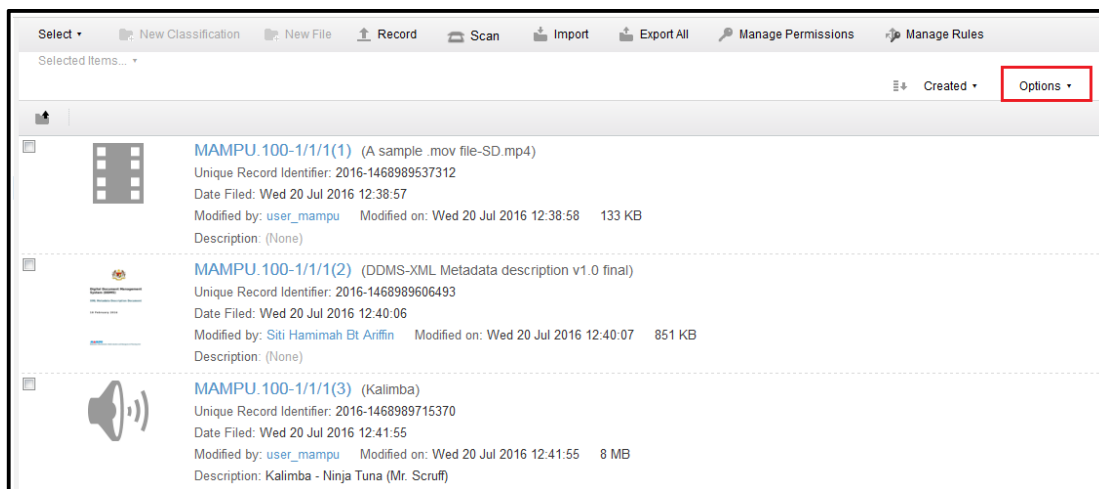 Select New Classification New File Record Scan Import Export All Manage Permissions Manage Rules
Selected Items...
Created Options
MAMPU.100-1/1/1(1) (A sample .mov file-SD.mp4)
Unique Record Identifier: 2016-1468989537312
Date Filed: Wed 20 Jul 2016 12:38:57
Modified by: user_mampu Modified on: Wed 20 Jul 2016 12:38:58 133 KB
Description: (None)
MAMPU.100-1/1/1(2) (DDMS-XML Metadata description v1.0 final)
Unique Record Identifier: 2016-1468989606493
Date Filed: Wed 20 Jul 2016 12:40:06
Modified by: Siti Hamimah Bt Ariffin Modified on: Wed 20 Jul 2016 12:40:07 851 KB
Description: (None)
MAMPU.100-1/1/1(3) (Kalimba)
Unique Record Identifier: 2016-1468989715370
Date Filed: Wed 20 Jul 2016 12:41:55
Modified by: user_mampu Modified on: Wed 20 Jul 2016 12:41:55 8 MB
Description: Kalimba - Ninja Tuna (Mr. Scruff)